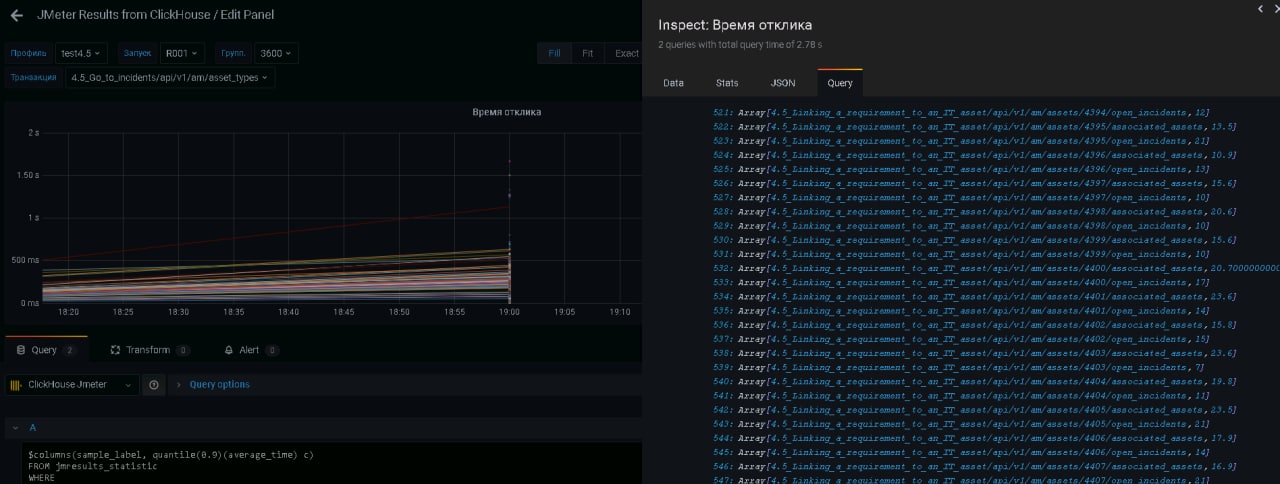 JMeter Results from ClickHouse / Edit Panel
Профиль test4.5 Запуск R001 Групп. 3600 Fill Fit Exact
Транзакция 4.5_Go_to_incidents/api/v1/am/asset_types
Время отклика
2 s
1.50 s
1 s
500 ms
0 ms
18:20 18:25 18:30 18:35 18:40 18:45 18:50 18:55 19:00 19:05 19:10
Query 2 Transform 0 Alert 0
ClickHouse Jmeter Query options
A
$columns(sample_label, quantile(0.9)(average_time) c)
FROM jmresults_statistic
WHERE
Inspect: Время отклика
2 queries with total query time of 2.78 s
Data Stats JSON Query
521: Array[4.5_Linking_a_requirement_to_an_IT_asset/api/v1/am/assets/4394/open_incidents,12]
522: Array[4.5_Linking_a_requirement_to_an_IT_asset/api/v1/am/assets/4395/associated_assets,13.5]
523: Array[4.5_Linking_a_requirement_to_an_IT_asset/api/v1/am/assets/4395/open_incidents,21]
524: Array[4.5_Linking_a_requirement_to_an_IT_asset/api/v1/am/assets/4396/associated_assets,10.9]
525: Array[4.5_Linking_a_requirement_to_an_IT_asset/api/v1/am/assets/4396/open_incidents,13]
526: Array[4.5_Linking_a_requirement_to_an_IT_asset/api/v1/am/assets/4397/associated_assets,15.6]
527: Array[4.5_Linking_a_requirement_to_an_IT_asset/api/v1/am/assets/4397/open_incidents,10]
528: Array[4.5_Linking_a_requirement_to_an_IT_asset/api/v1/am/assets/4398/associated_assets,20.6]
529: Array[4.5_Linking_a_requirement_to_an_IT_asset/api/v1/am/assets/4398/open_incidents,10]
530: Array[4.5_Linking_a_requirement_to_an_IT_asset/api/v1/am/assets/4399/associated_assets,15.6]
531: Array[4.5_Linking_a_requirement_to_an_IT_asset/api/v1/am/assets/4399/open_incidents,10]
532: Array[4.5_Linking_a_requirement_to_an_IT_asset/api/v1/am/assets/4400/associated_assets,20.7000000000
533: Array[4.5_Linking_a_requirement_to_an_IT_asset/api/v1/am/assets/4400/open_incidents,17]
534: Array[4.5_Linking_a_requirement_to_an_IT_asset/api/v1/am/assets/4401/associated_assets,23.6]
535: Array[4.5_Linking_a_requirement_to_an_IT_asset/api/v1/am/assets/4401/open_incidents,14]
536: Array[4.5_Linking_a_requirement_to_an_IT_asset/api/v1/am/assets/4402/associated_assets,15.8]
537: Array[4.5_Linking_a_requirement_to_an_IT_asset/api/v1/am/assets/4402/open_incidents,15]
538: Array[4.5_Linking_a_requirement_to_an_IT_asset/api/v1/am/assets/4403/associated_assets,23.6]
539: Array[4.5_Linking_a_requirement_to_an_IT_asset/api/v1/am/assets/4403/open_incidents,7]
540: Array[4.5_Linking_a_requirement_to_an_IT_asset/api/v1/am/assets/4404/associated_assets,19.8]
541: Array[4.5_Linking_a_requirement_to_an_IT_asset/api/v1/am/assets/4404/open_incidents,11]
542: Array[4.5_Linking_a_requirement_to_an_IT_asset/api/v1/am/assets/4405/associated_assets,23.5]
543: Array[4.5_Linking_a_requirement_to_an_IT_asset/api/v1/am/assets/4405/open_incidents,21]
544: Array[4.5_Linking_a_requirement_to_an_IT_asset/api/v1/am/assets/4406/associated_assets,17.9]
545: Array[4.5_Linking_a_requirement_to_an_IT_asset/api/v1/am/assets/4406/open_incidents,14]
546: Array[4.5_Linking_a_requirement_to_an_IT_asset/api/v1/am/assets/4407/associated_assets,16.9]
547: Array[4.5_Linking_a_requirement_to_an_IT_asset/api/v1/am/assets/4407/open_incidents,21]